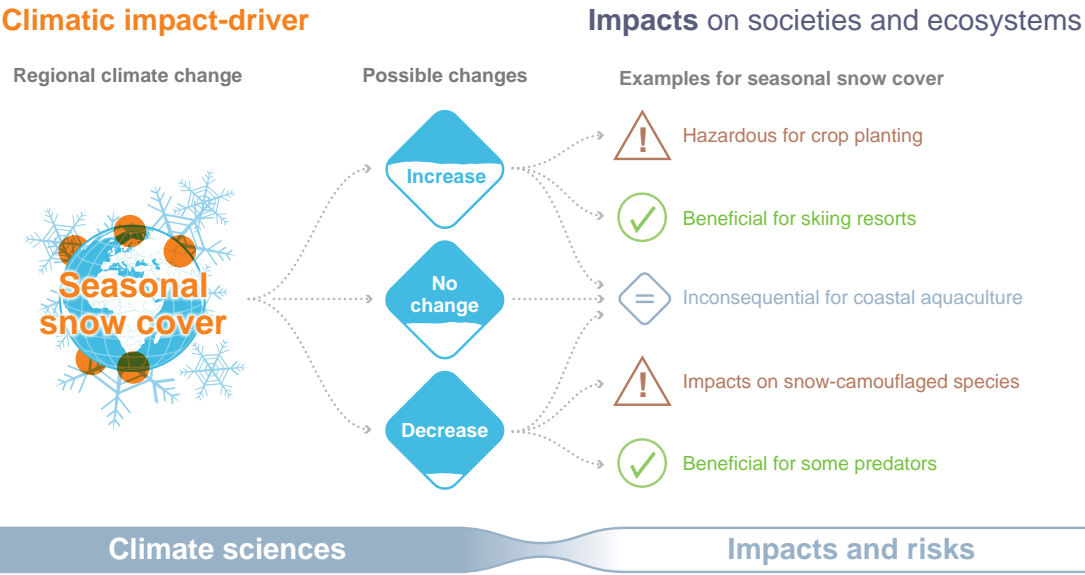 Climatic impact-driver
Impacts on societies and ecosystems
Regional climate change
Possible changes
Examples for seasonal snow cover
Seasonal
snow cover
Increase
No
change
Decrease
! Hazardous for crop planting
Beneficial for skiing resorts
= Inconsequential for coastal aquaculture
! Impacts on snow-camouflaged species
Beneficial for some predators
Climate sciences
Impacts and risks